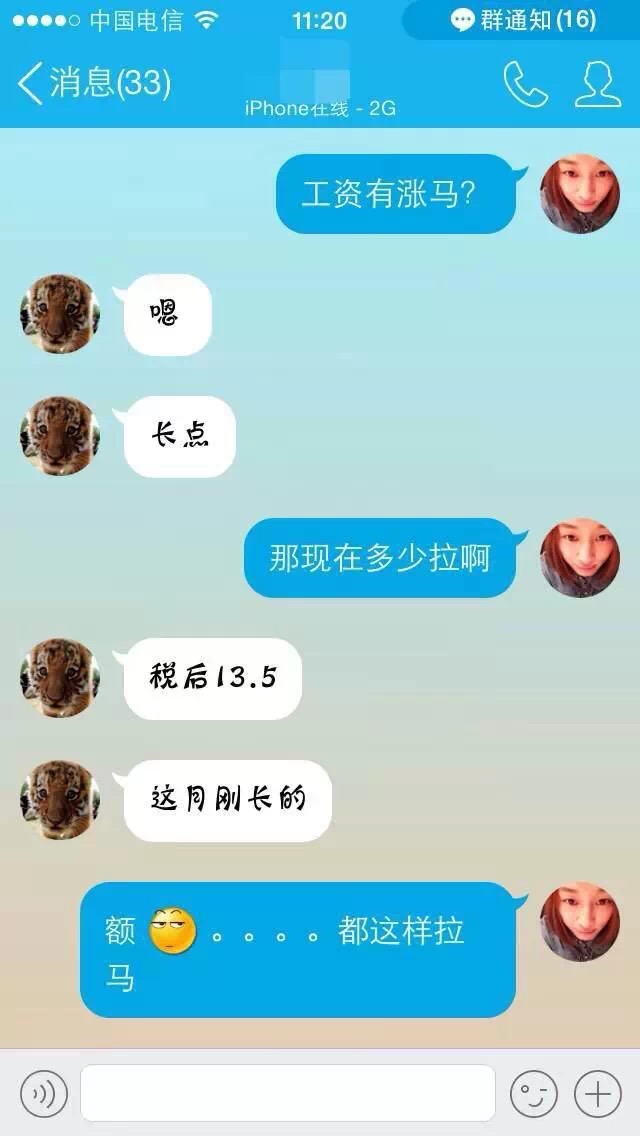 中国电信
11:20
群通知(16)
消息(33)
iPhone在线 - 2G
工资有涨马?
嗯
长点
那现在多少拉啊
税后13.5
这月刚长的
额 。。。。都这样拉
马